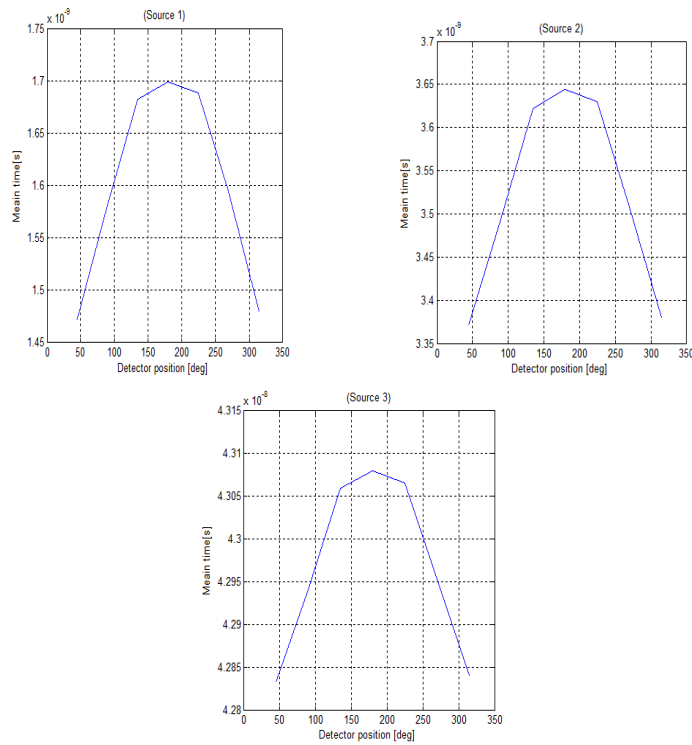 (Source 1)
x 10-9
1.75
1.7
1.65
1.6
1.55
1.5
1.45
Meain time[s]
0 50 100 150 200 250 300 350
Detector position [deg]
(Source 2)
x 10-9
3.7
3.65
3.6
3.55
3.5
3.45
3.4
3.35
Meain time[s]
0 50 100 150 200 250 300 350
Detector position [deg]
(Source 3)
x 10-8
4.315
4.31
4.305
4.3
4.295
4.29
4.285
4.28
Meain time[s]
0 50 100 150 200 250 300 350
Detector position [deg]